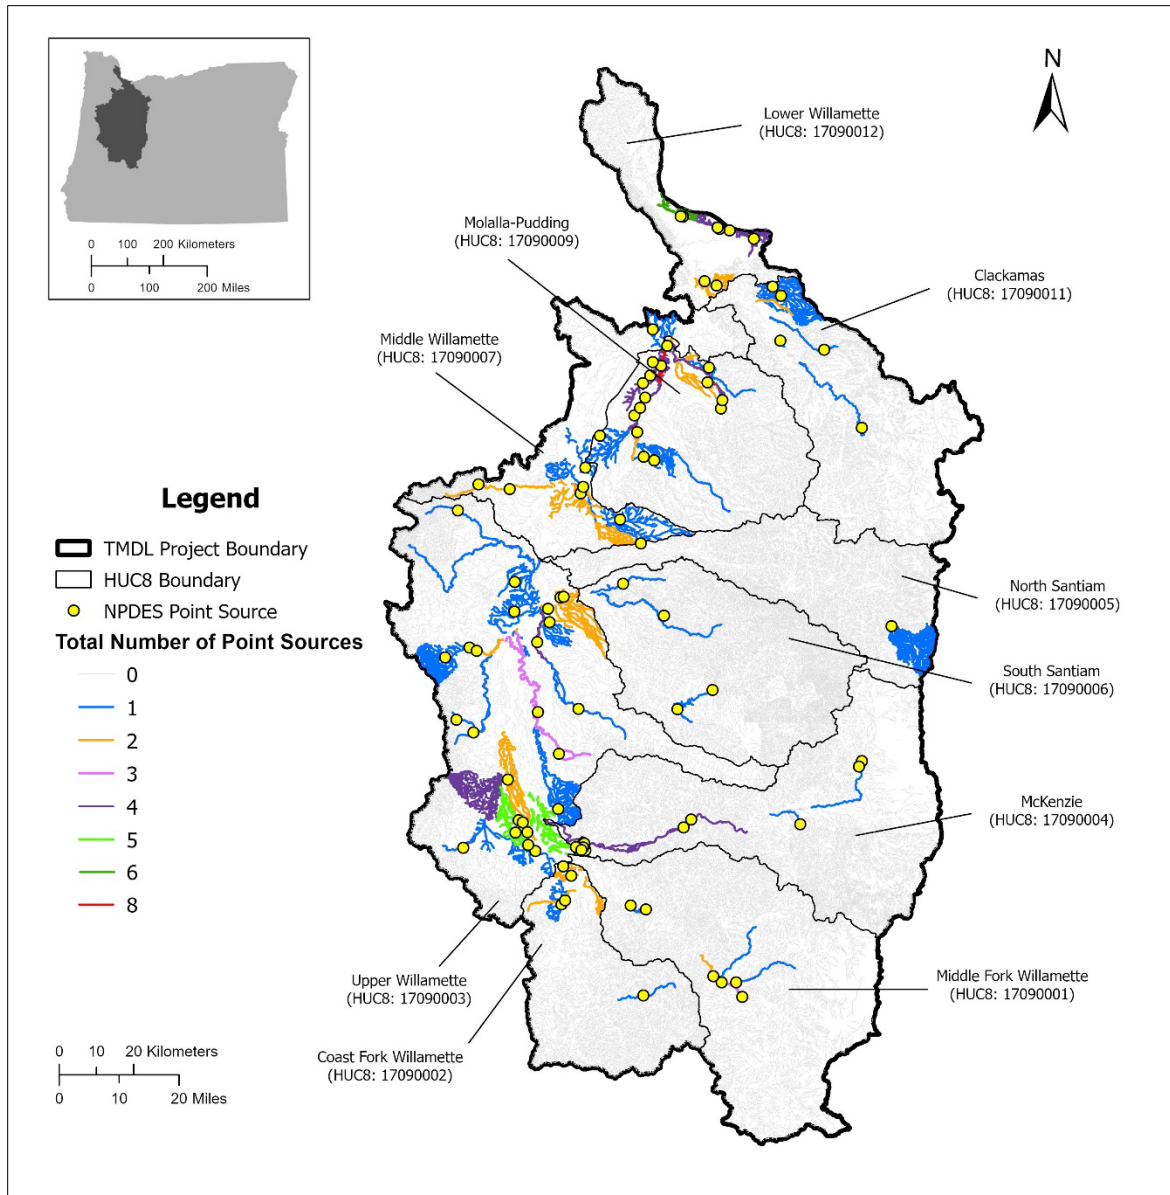 0 100 200 Kilometers
0 100 200 Miles
N
Lower Willamette
(HUC8: 17090012)
Molalla-Pudding
(HUC8: 17090009)
Clackamas
(HUC8: 17090011)
Middle Willamette
(HUC8: 17090007)
Legend
TMDL Project Boundary
HUC8 Boundary
NPDES Point Source
Total Number of Point Sources
0
1
2
3
4
5
6
8
North Santiam
(HUC8: 17090005)
South Santiam
(HUC8: 17090006)
McKenzie
(HUC8: 17090004)
Upper Willamette
(HUC8: 17090003)
Middle Fork Willamette
(HUC8: 17090001)
Coast Fork Willamette
(HUC8: 17090002)
0 10 20 Kilometers
0 10 20 Miles